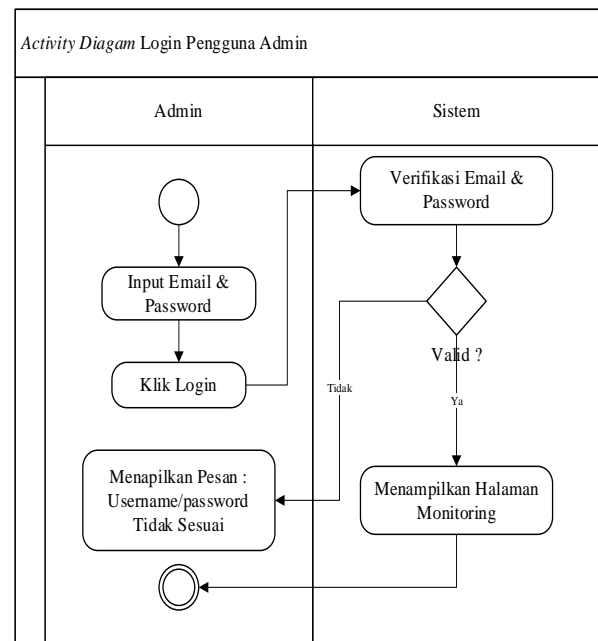 Activity Diagam Login Pengguna Admin
Admin
Sistem
Verifikasi Email &
Password
Input Email &
Password
Klik Login
Valid ?
Tidak
Ya
Menapilkan Pesan :
Username/password
Tidak Sesuai
Menampilkan Halaman
Monitoring